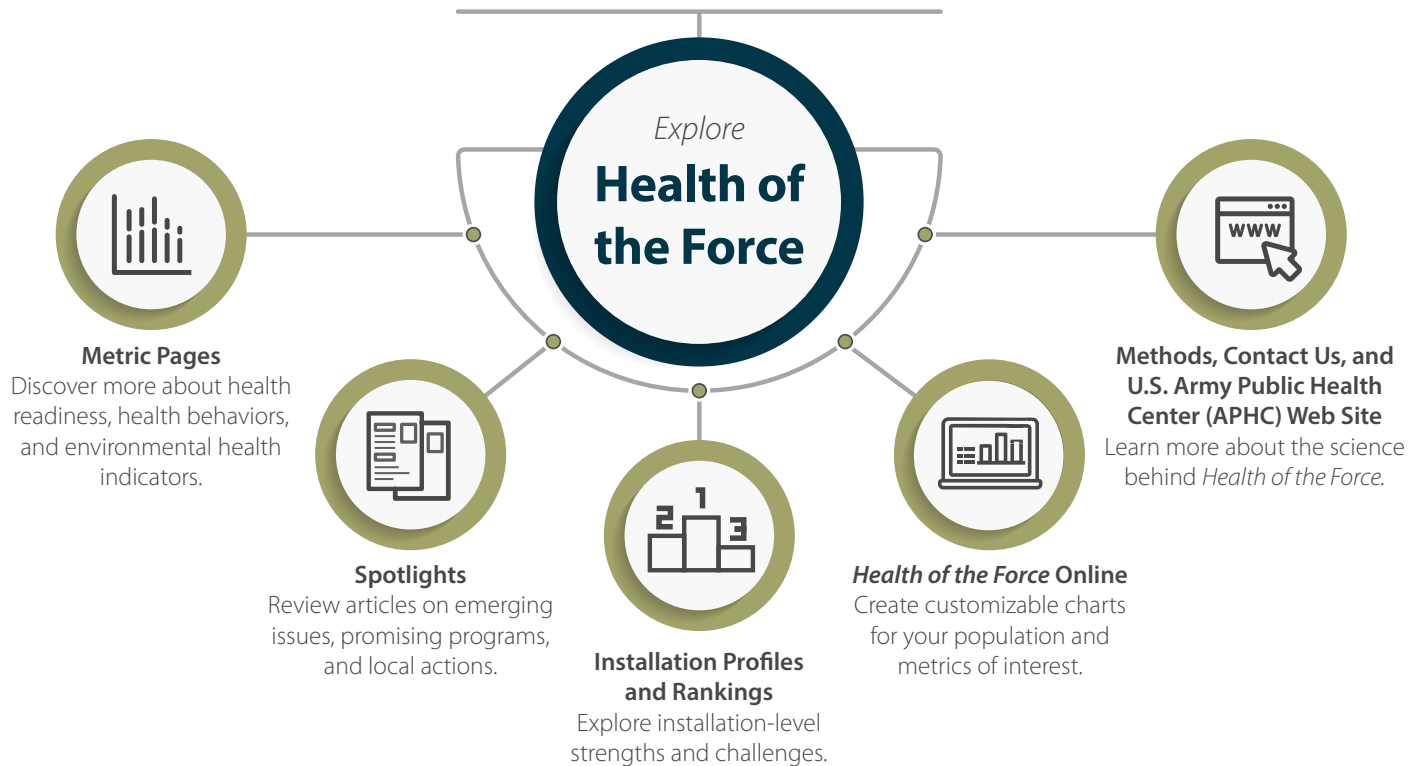 Explore
Health of
the Force
Metric Pages
Discover more about health
readiness, health behaviors,
and environmental health
indicators.
Spotlights
Review articles on emerging
issues, promising programs,
and local actions.
2
1
3
Installation Profiles
and Rankings
Explore installation-level
strengths and challenges.
Health of the Force Online
Create customizable charts
for your population and
metrics of interest.
WWW
Methods, Contact Us, and
U.S. Army Public Health
Center (APHC) Web Site
Learn more about the science
behind Health of the Force.